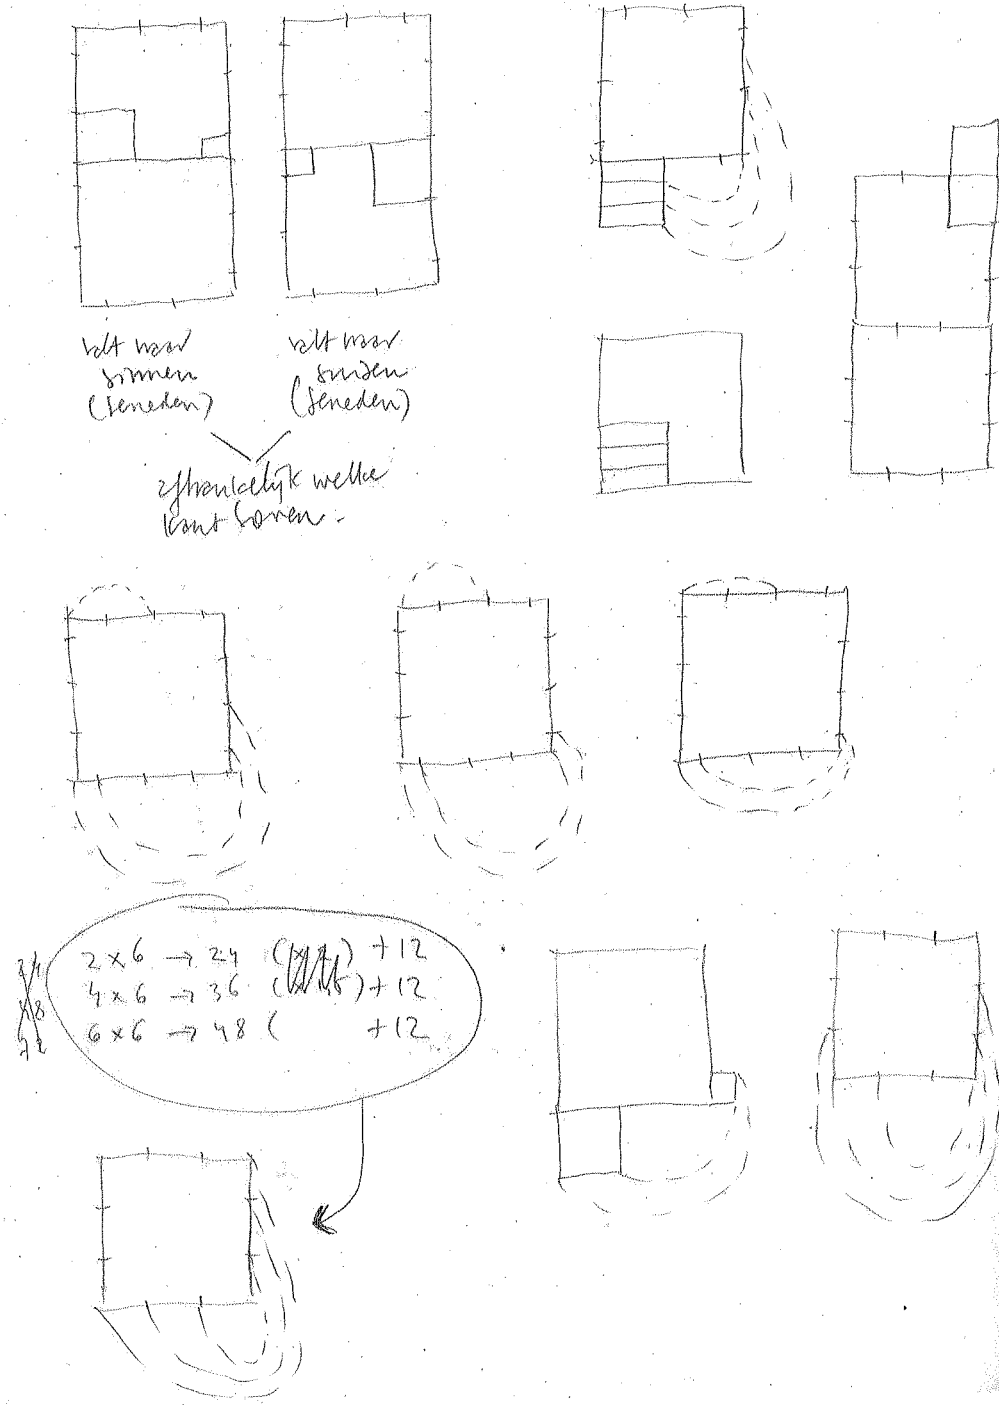 valt naar
binnen
(beneden)
valt naar
buiten
(beneden)
afhankelijk welke
kant boven.
2 x 6 → 24 ( ) + 12
4 x 6 → 36 ( ) + 12
6 x 6 → 48 ( + 12